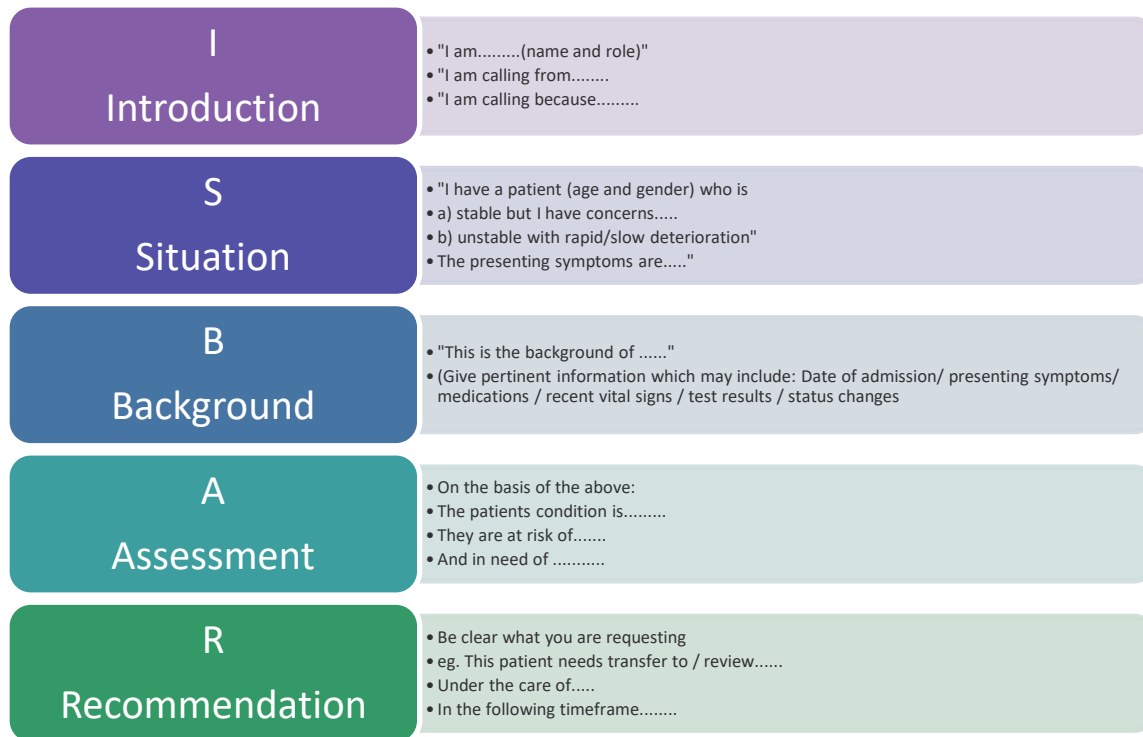 I
Introduction
• "I am.........(name and role)"
• "I am calling from........
• "I am calling because.........
S
Situation
• "I have a patient (age and gender) who is
• a) stable but I have concerns.....
• b) unstable with rapid/slow deterioration"
• The presenting symptoms are....."
B
Background
• "This is the background of ......"
• (Give pertinent information which may include: Date of admission/ presenting symptoms/
medications / recent vital signs / test results / status changes
A
Assessment
• On the basis of the above:
• The patients condition is.........
• They are at risk of.......
• And in need of ...........
R
Recommendation
• Be clear what you are requesting
• eg. This patient needs transfer to / review......
• Under the care of.....
• In the following timeframe........